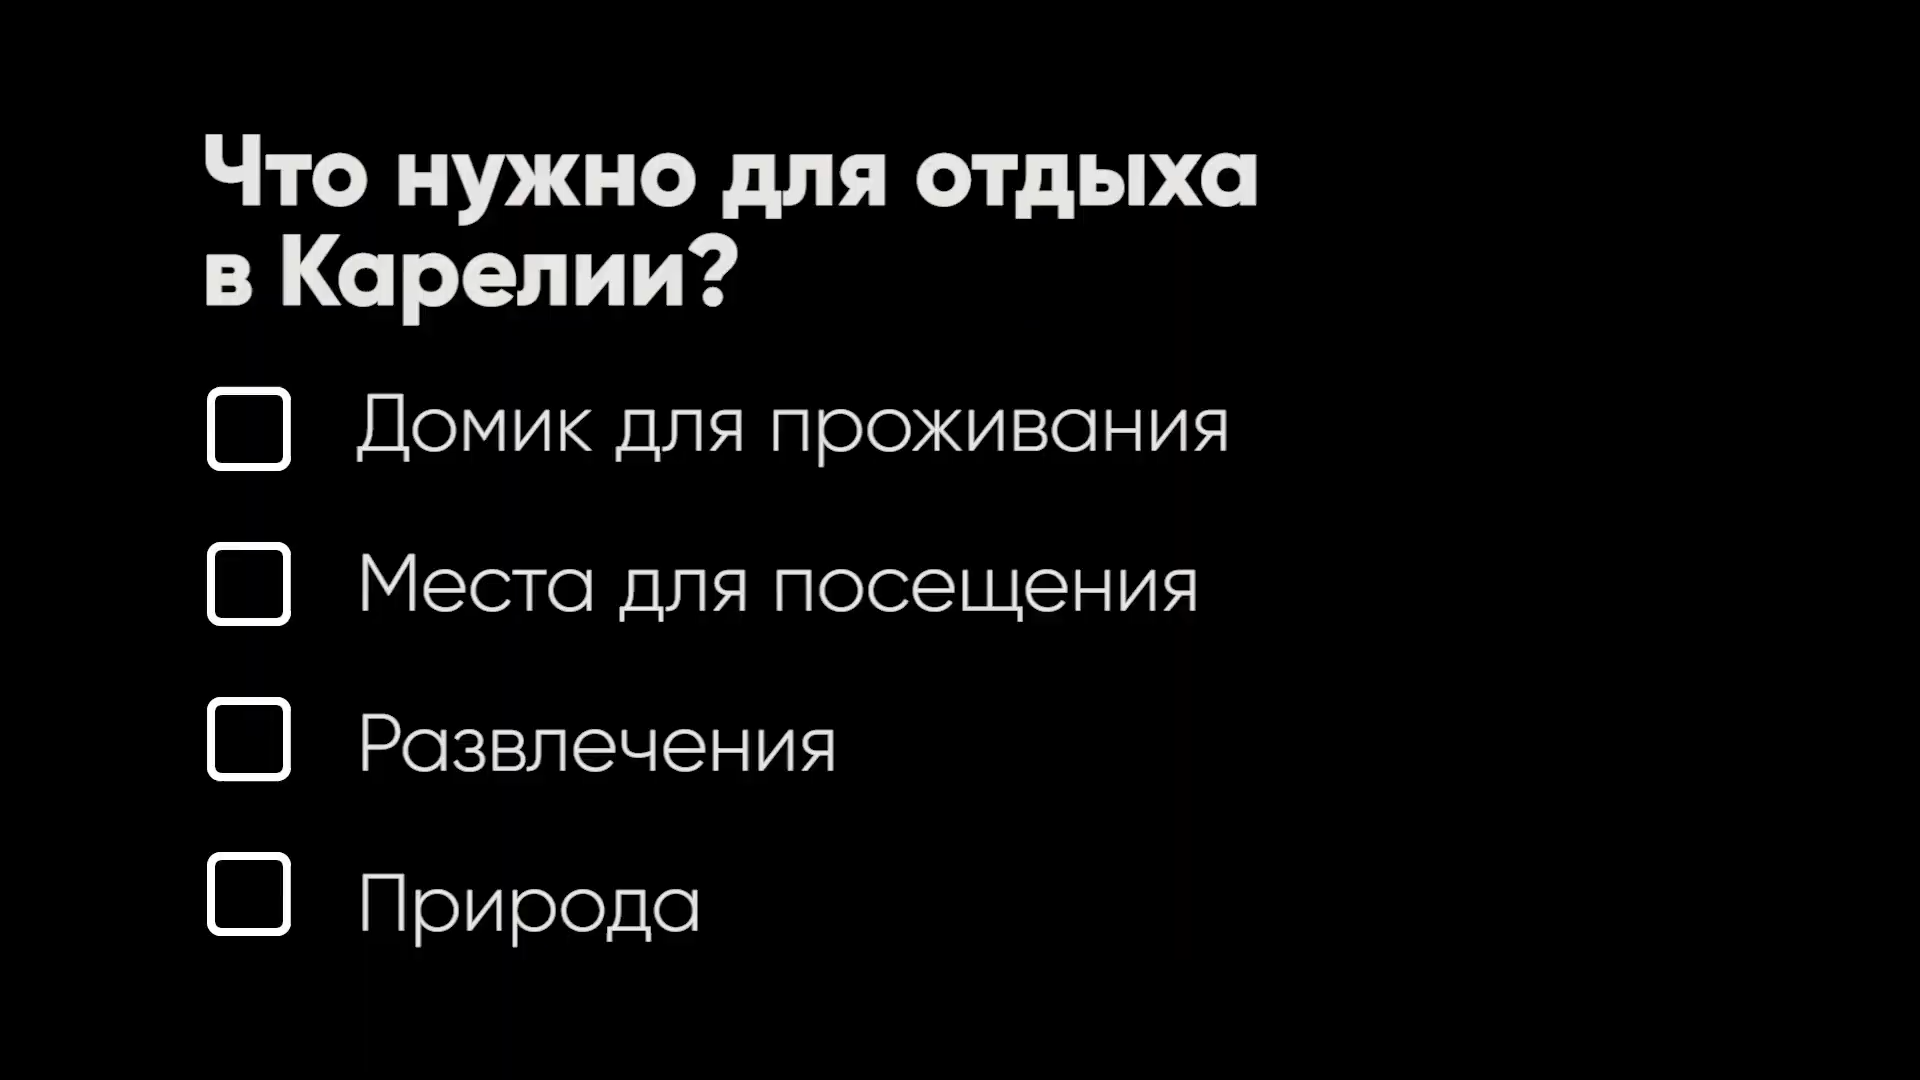 Что нужно для отдыха
в Карелии?
Домик для проживания
Места для посещения
Развлечения
Природа